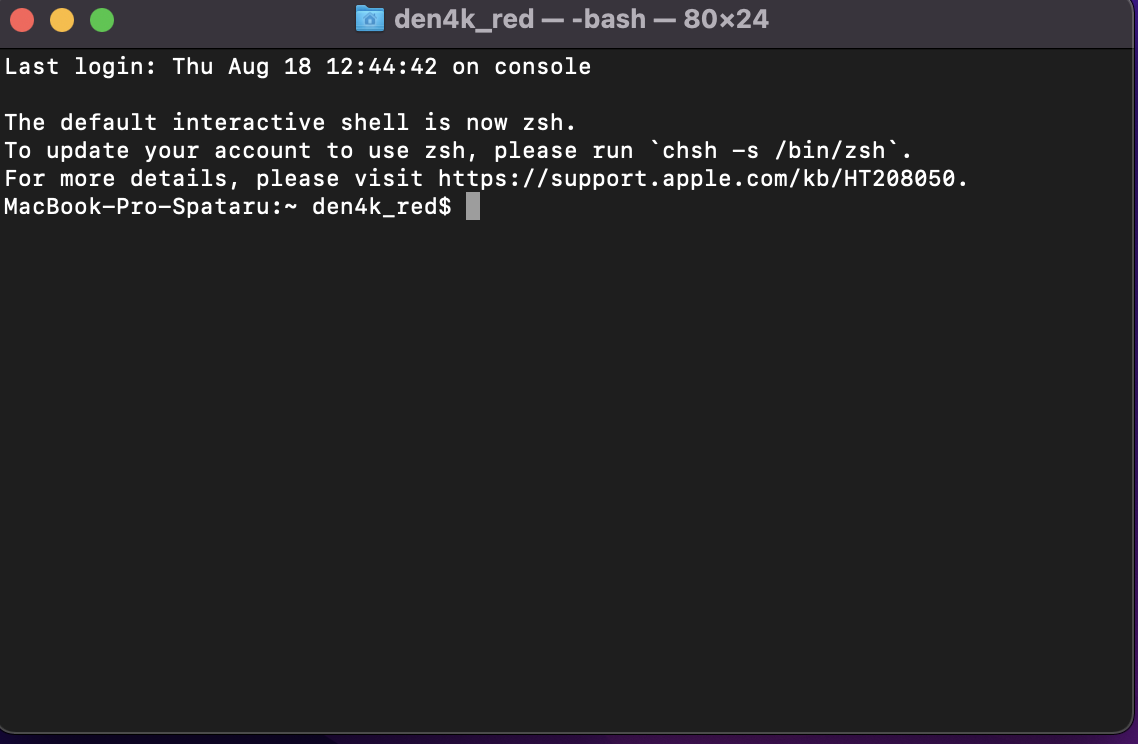 den4k_red — -bash — 80×24
Last login: Thu Aug 18 12:44:42 on console
The default interactive shell is now zsh.
To update your account to use zsh, please run `chsh -s /bin/zsh`.
For more details, please visit https://support.apple.com/kb/HT208050.
MacBook-Pro-Spataru:~ den4k_red$